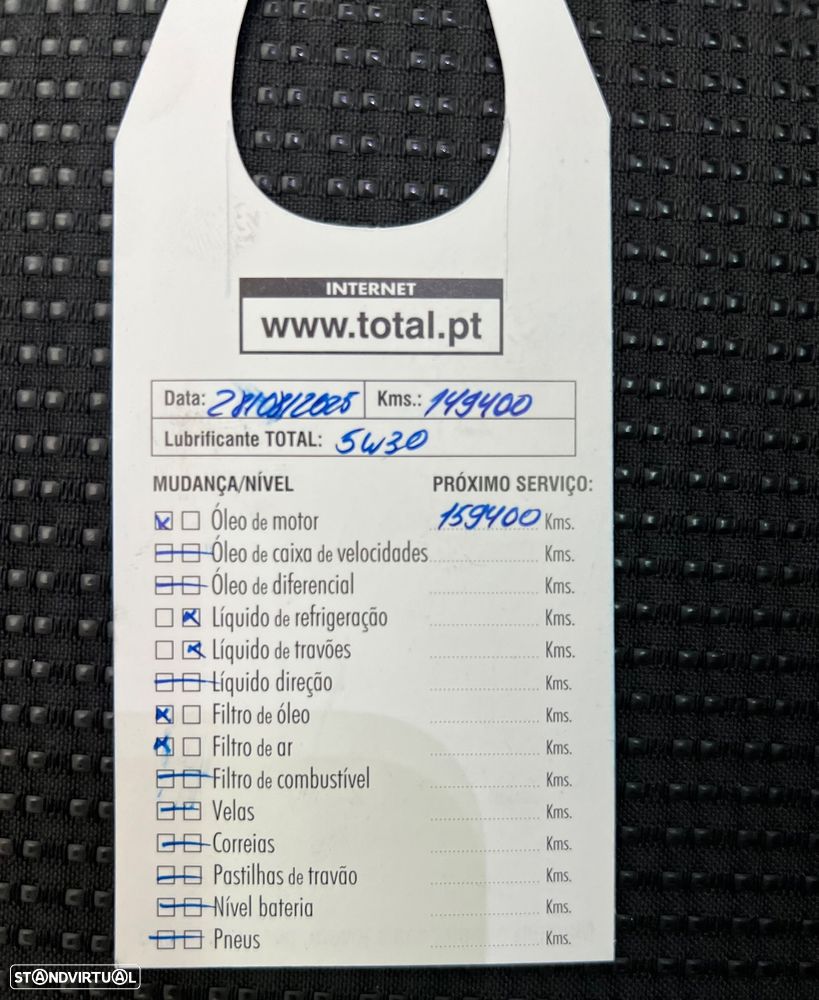 INTERNET
www.total.pt
Data: 28/08/2025 Kms.: 149400
Lubrificante TOTAL: 5W30
MUDANÇA/NÍVEL PRÓXIMO SERVIÇO:
Óleo de motor 159400 Kms.
Óleo de caixa de velocidades Kms.
Óleo de diferencial Kms.
Líquido de refrigeração Kms.
Líquido de travões Kms.
Líquido direção Kms.
Filtro de óleo Kms.
Filtro de ar Kms.
Filtro de combustível Kms.
Velas Kms.
Correias Kms.
Pastilhas de travão Kms.
Nível bateria Kms.
Pneus Kms.
STANDVIRTUAL